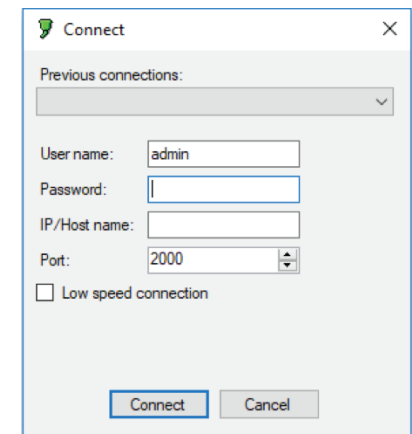 Connect
Previous connections:
User name: admin
Password:
IP/Host name:
Port: 2000
Low speed connection
Connect Cancel